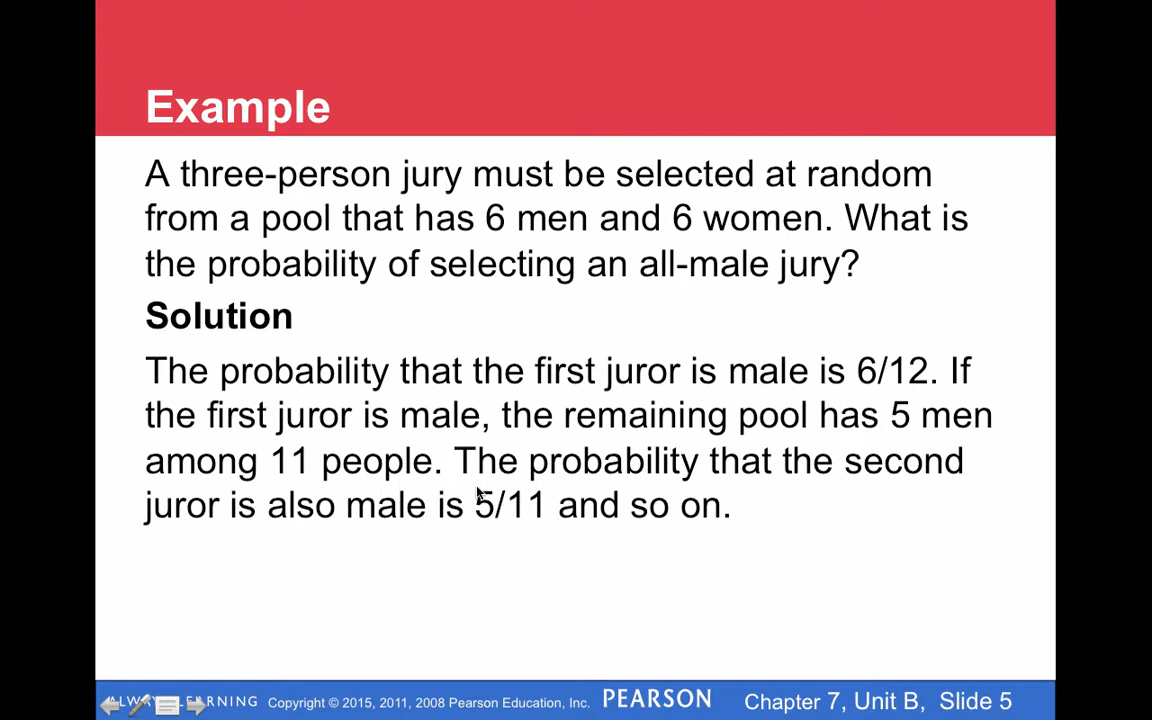 Example
A three-person jury must be selected at random
from a pool that has 6 men and 6 women. What is
the probability of selecting an all-male jury?
Solution
The probability that the first juror is male is 6/12. If
the first juror is male, the remaining pool has 5 men
among 11 people. The probability that the second
juror is also male is 5/11 and so on.
Copyright © 2015, 2011, 2008 Pearson Education, Inc. PEARSON Chapter 7, Unit B, Slide 5